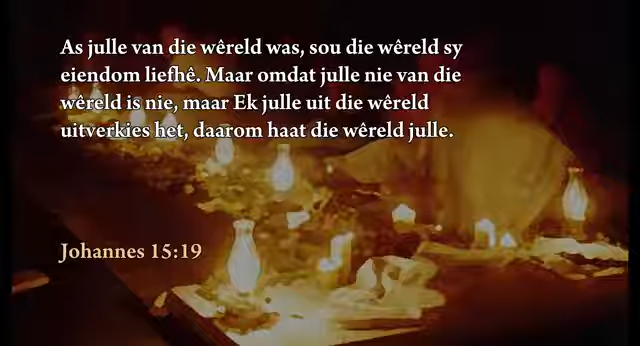 As julle van die wêreld was, sou die wêreld sy
eiendom liefhê. Maar omdat julle nie van die
wêreld is nie, maar Ek julle uit die wêreld
uitverkies het, daarom haat die wêreld julle.
Johannes 15:19